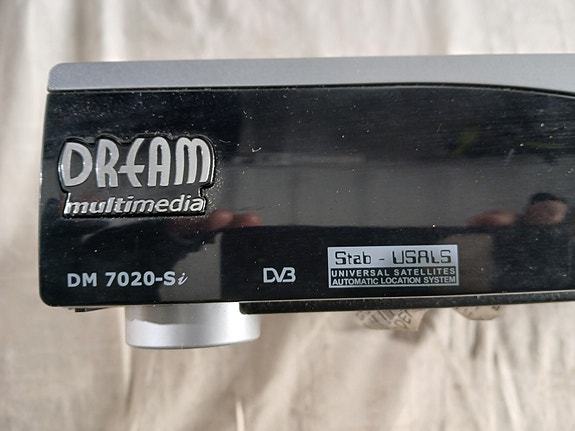 DREAM
multimedia
DM 7020-Si
DVB
Stab - USALS
UNIVERSAL SATELLITES
AUTOMATIC LOCATION SYSTEM